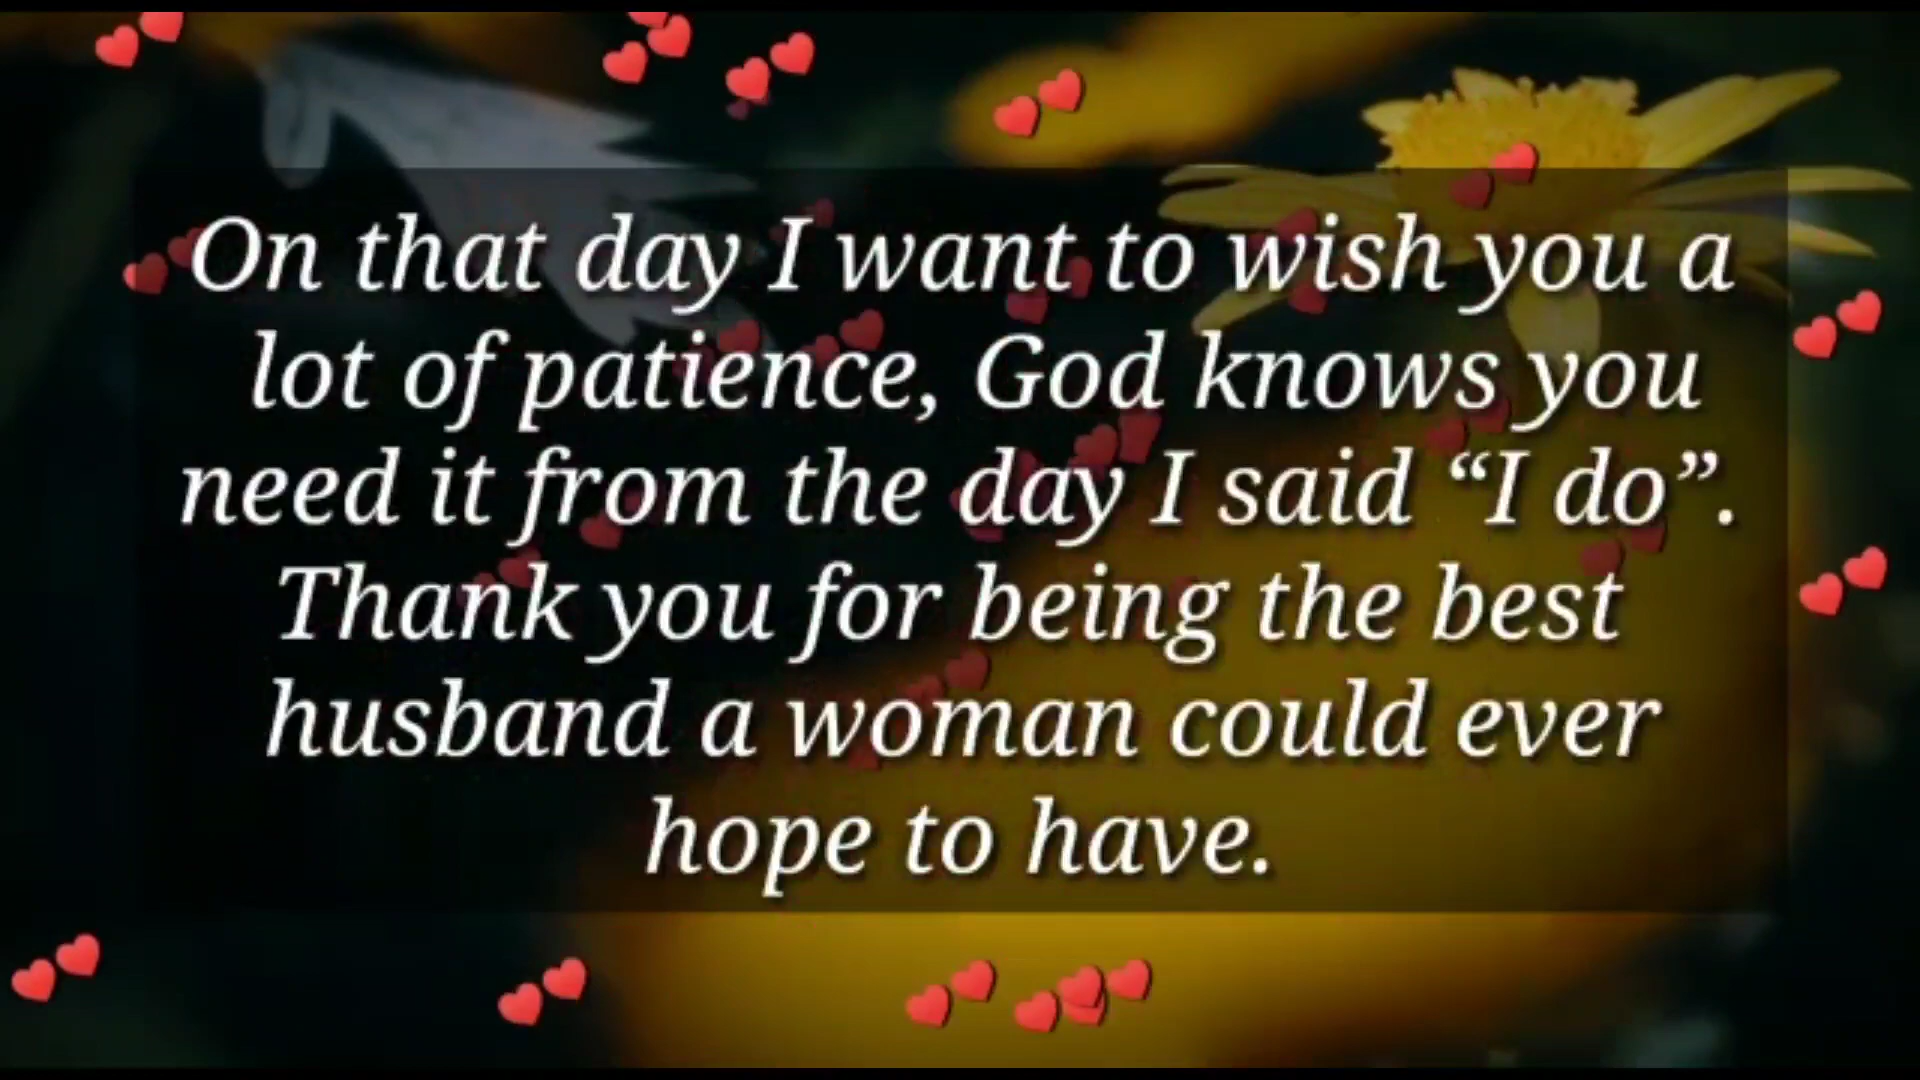 On that day I want to wish you a
lot of patience, God knows you
need it from the day I said “I do”.
Thank you for being the best
husband a woman could ever
hope to have.